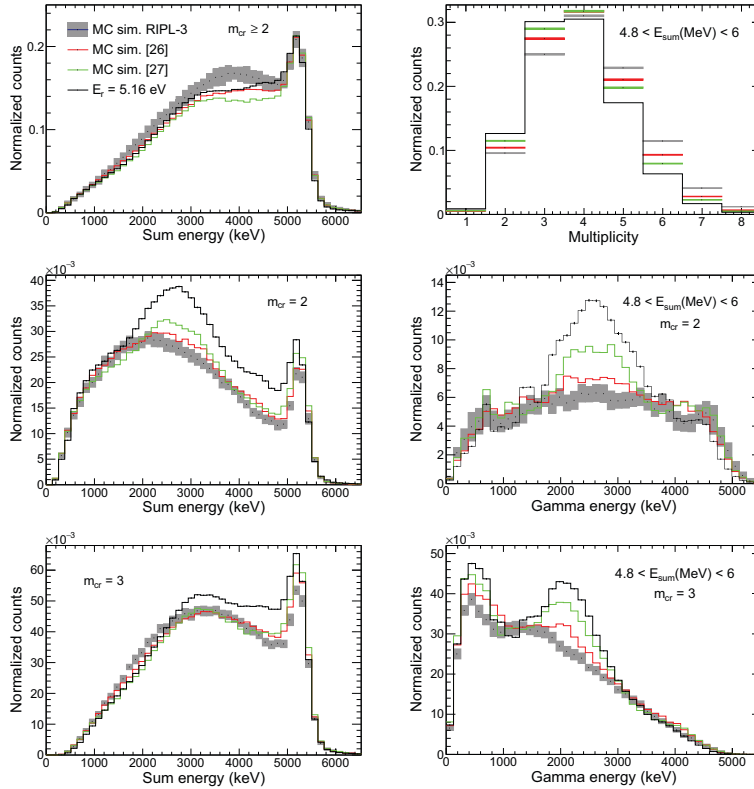 Normalized counts
0.2
0.1
0
MC sim. RIPL-3
MC sim. [26]
MC sim. [27]
E_r = 5.16 eV
m_cr ≥ 2
0 1000 2000 3000 4000 5000 6000
Sum energy (keV)
Normalized counts
0.3
0.2
0.1
0
4.8 < E_sum(MeV) < 6
1 2 3 4 5 6 7 8
Multiplicity
×10⁻³
Normalized counts
40
35
30
25
20
15
10
5
0
m_cr = 2
0 1000 2000 3000 4000 5000 6000
Sum energy (keV)
×10⁻³
Normalized counts
14
12
10
8
6
4
2
0
4.8 < E_sum(MeV) < 6
m_cr = 2
0 1000 2000 3000 4000 5000
Gamma energy (keV)
×10⁻³
Normalized counts
60
50
40
30
20
10
0
m_cr = 3
0 1000 2000 3000 4000 5000 6000
Sum energy (keV)
×10⁻³
Normalized counts
50
40
30
20
10
0
4.8 < E_sum(MeV) < 6
m_cr = 3
0 1000 2000 3000 4000 5000
Gamma energy (keV)